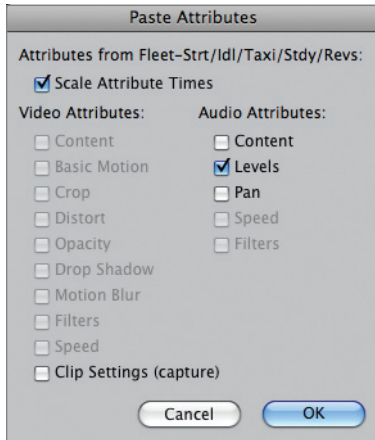 Paste Attributes
Attributes from Fleet-Strt/Idl/Taxi/Stdy/Revs:
Scale Attribute Times
Video Attributes:
Content
Basic Motion
Crop
Distort
Opacity
Drop Shadow
Motion Blur
Filters
Speed
Clip Settings (capture)
Audio Attributes:
Content
Levels
Pan
Speed
Filters
Cancel
OK